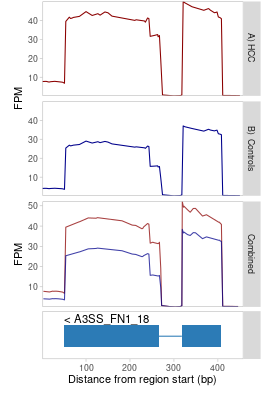 40
30
20
10
FPM
A) HCC
40
30
20
10
B) Controls
50
40
30
20
10
FPM
Combined
< A3SS_FN1_18
100
200
300
400
Distance from region start (bp)